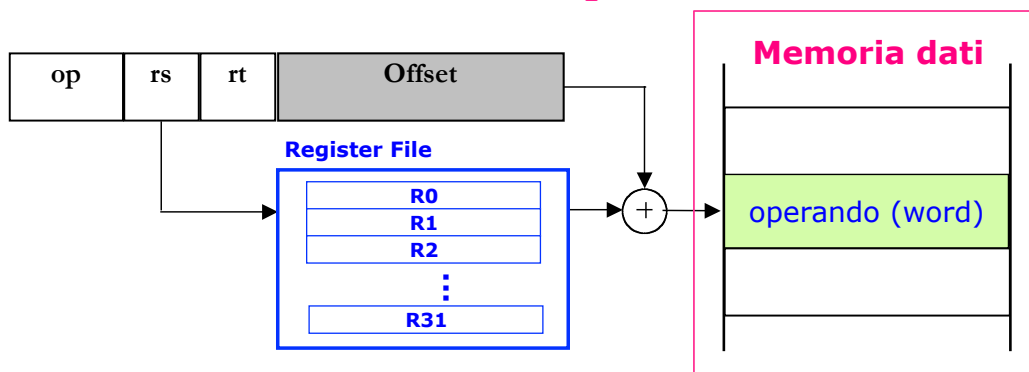 Memoria dati
op rs rt Offset
Register File
R0
R1
R2
R31
+
operando (word)